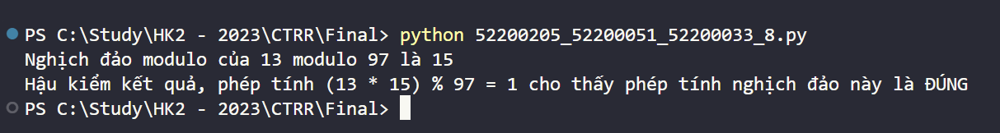 PS C:\Study\HK2 - 2023\CTRR\Final> python 52200205_52200051_52200033_8.py
Nghịch đảo modulo của 13 modulo 97 là 15
Hậu kiểm kết quả, phép tính (13 * 15) % 97 = 1 cho thấy phép tính nghịch đảo này là ĐÚNG
PS C:\Study\HK2 - 2023\CTRR\Final>